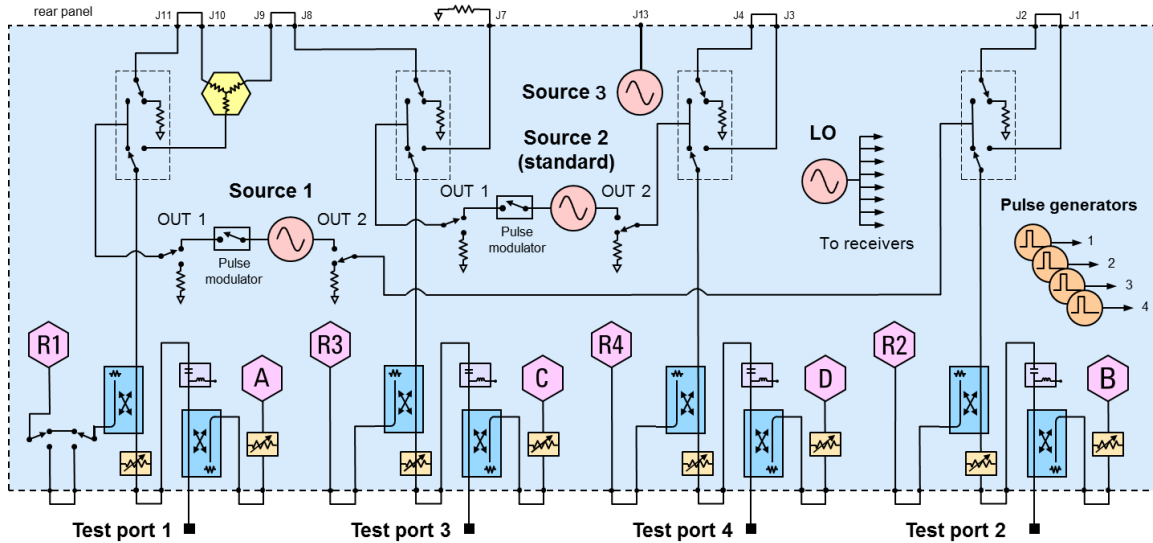 rear panel
J11
J10
J9
J8
J7
J13
J4
J3
J2
J1
Source 3
Source 2
(standard)
LO
Source 1
OUT 1
OUT 2
OUT 1
OUT 2
Pulse
modulator
Pulse
modulator
To receivers
Pulse generators
1
2
3
4
R1
A
R3
C
R4
D
R2
B
Test port 1
Test port 3
Test port 4
Test port 2